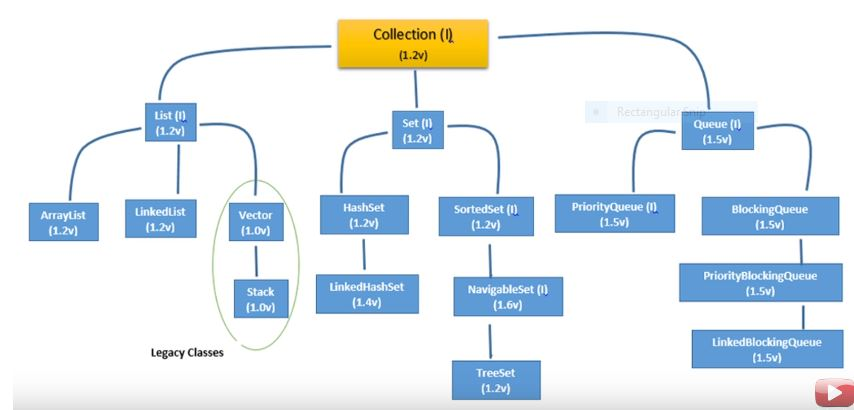 Collection (I)
(1.2v)
List (I)
(1.2v)
Set (I)
(1.2v)
Rectangular Snip
Queue (I)
(1.5v)
ArrayList
(1.2v)
LinkedList
(1.2v)
Vector
(1.0v)
HashSet
(1.2v)
SortedSet (I)
(1.2v)
PriorityQueue (I)
(1.5v)
BlockingQueue
(1.5v)
Stack
(1.0v)
LinkedHashSet
(1.4v)
NavigableSet (I)
(1.6v)
PriorityBlockingQueue
(1.5v)
Legacy Classes
TreeSet
(1.2v)
LinkedBlockingQueue
(1.5v)